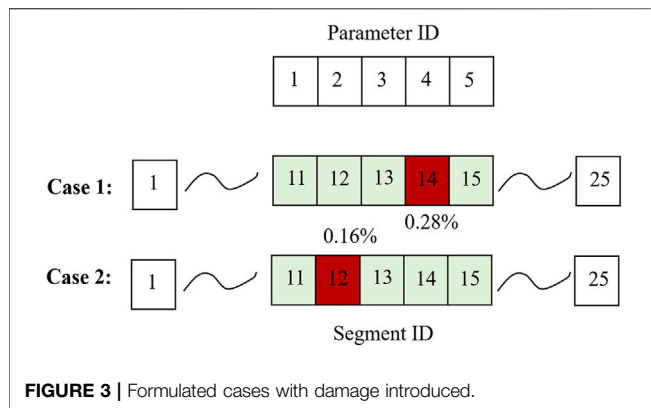 Parameter ID
1 2 3 4 5
Case 1: 1 11 12 13 14 15 25
0.28%
0.16%
Case 2: 1 11 12 13 14 15 25
Segment ID
FIGURE 3 | Formulated cases with damage introduced.